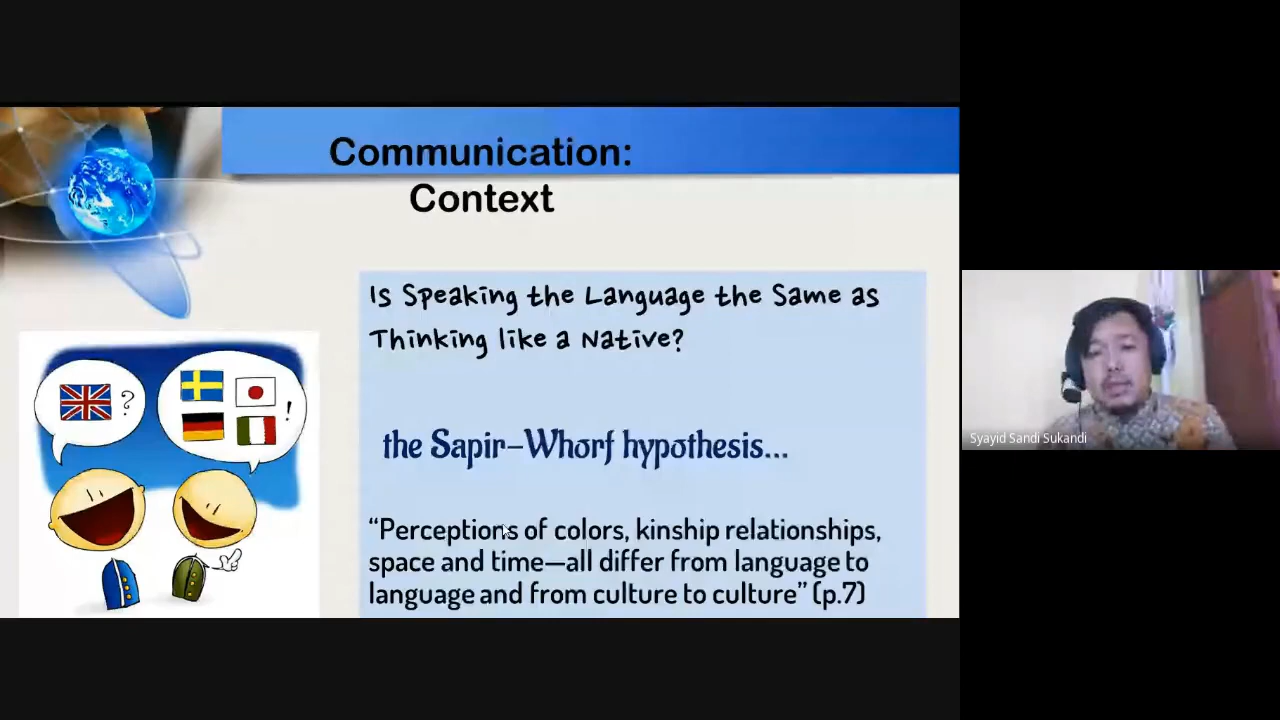 Communication:
Context
Is Speaking the Language the Same as
Thinking like a Native?
the Sapir–Whorf hypothesis...
“Perceptions of colors, kinship relationships,
space and time—all differ from language to
language and from culture to culture” (p.7)
?
!
Syayid Sandi Sukandi